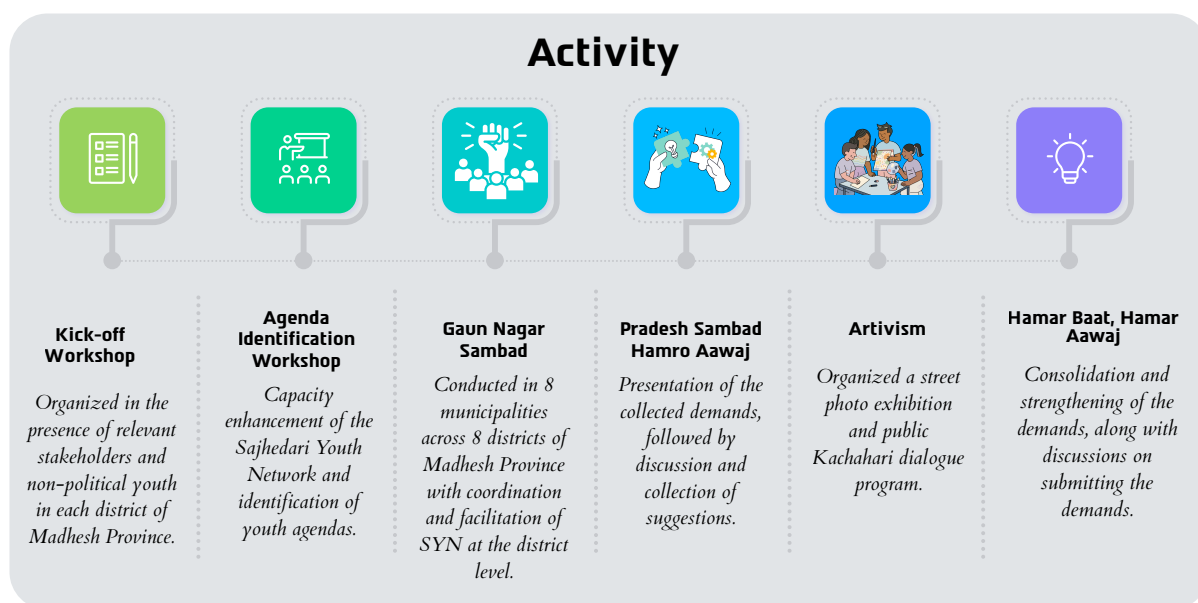 Activity
Kick-off
Workshop
Organized in the
presence of relevant
stakeholders and
non-political youth
in each district of
Madhesh Province.
Agenda
Identification
Workshop
Capacity
enhancement of the
Sajhedari Youth
Network and
identification of
youth agendas.
Gaun Nagar
Sambad
Conducted in 8
municipalities
across 8 districts of
Madhesh Province
with coordination
and facilitation of
SYN at the district
level.
Pradesh Sambad
Hamro Aawaj
Presentation of the
collected demands,
followed by
discussion and
collection of
suggestions.
Artivism
Organized a street
photo exhibition
and public
Kachahari dialogue
program.
Hamar Baat, Hamar
Aawaj
Consolidation and
strengthening of the
demands, along with
discussions on
submitting the
demands.